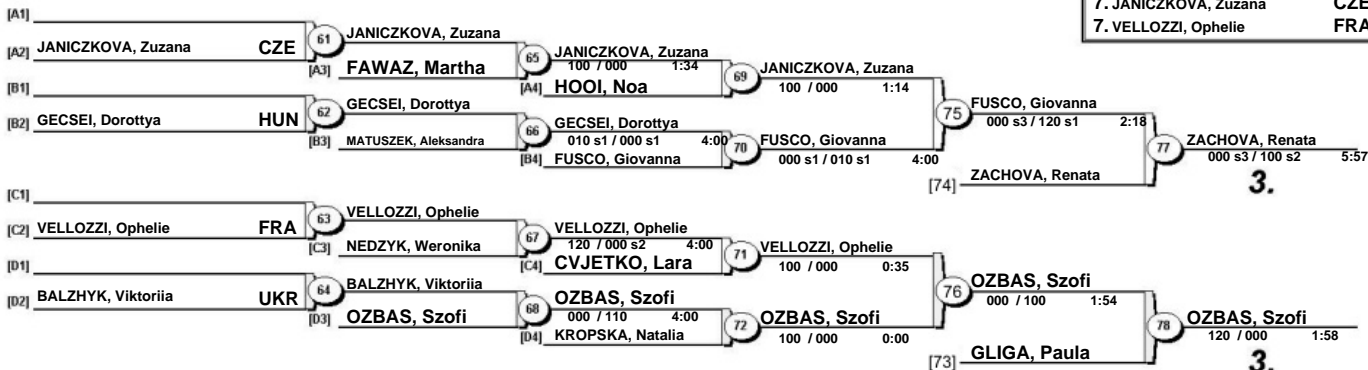 7. JANICZKOVA, Zuzana CZE
7. VELLOZZI, Ophelie FRA
[A1]
[A2] JANICZKOVA, Zuzana CZE
61 JANICZKOVA, Zuzana
[A3] FAWAZ, Martha
65 JANICZKOVA, Zuzana
100 / 000 1:34
[A4] HOOI, Noa
69 JANICZKOVA, Zuzana
100 / 000 1:14
[B1]
[B2] GECSEI, Dorottya HUN
62 GECSEI, Dorottya
[B3] MATUSZEK, Aleksandra
66 GECSEI, Dorottya
010 s1 / 000 s1 4:00
[B4] FUSCO, Giovanna
70 FUSCO, Giovanna
000 s1 / 010 s1 4:00
75 FUSCO, Giovanna
000 s3 / 120 s1 2:18
[74] ZACHOVA, Renata
77 ZACHOVA, Renata
000 s3 / 100 s2 5:57
3.
[C1]
[C2] VELLOZZI, Ophelie FRA
63 VELLOZZI, Ophelie
[C3] NEDZYK, Weronika
67 VELLOZZI, Ophelie
120 / 000 s2 4:00
[C4] CVJETKO, Lara
71 VELLOZZI, Ophelie
100 / 000 0:35
[D1]
[D2] BALZHYK, Viktoriia UKR
64 BALZHYK, Viktoriia
[D3] OZBAS, Szofi
68 OZBAS, Szofi
000 / 110 4:00
[D4] KROPSKA, Natalia
72 OZBAS, Szofi
100 / 000 0:00
76 OZBAS, Szofi
000 / 100 1:54
[73] GLIGA, Paula
78 OZBAS, Szofi
120 / 000 1:58
3.